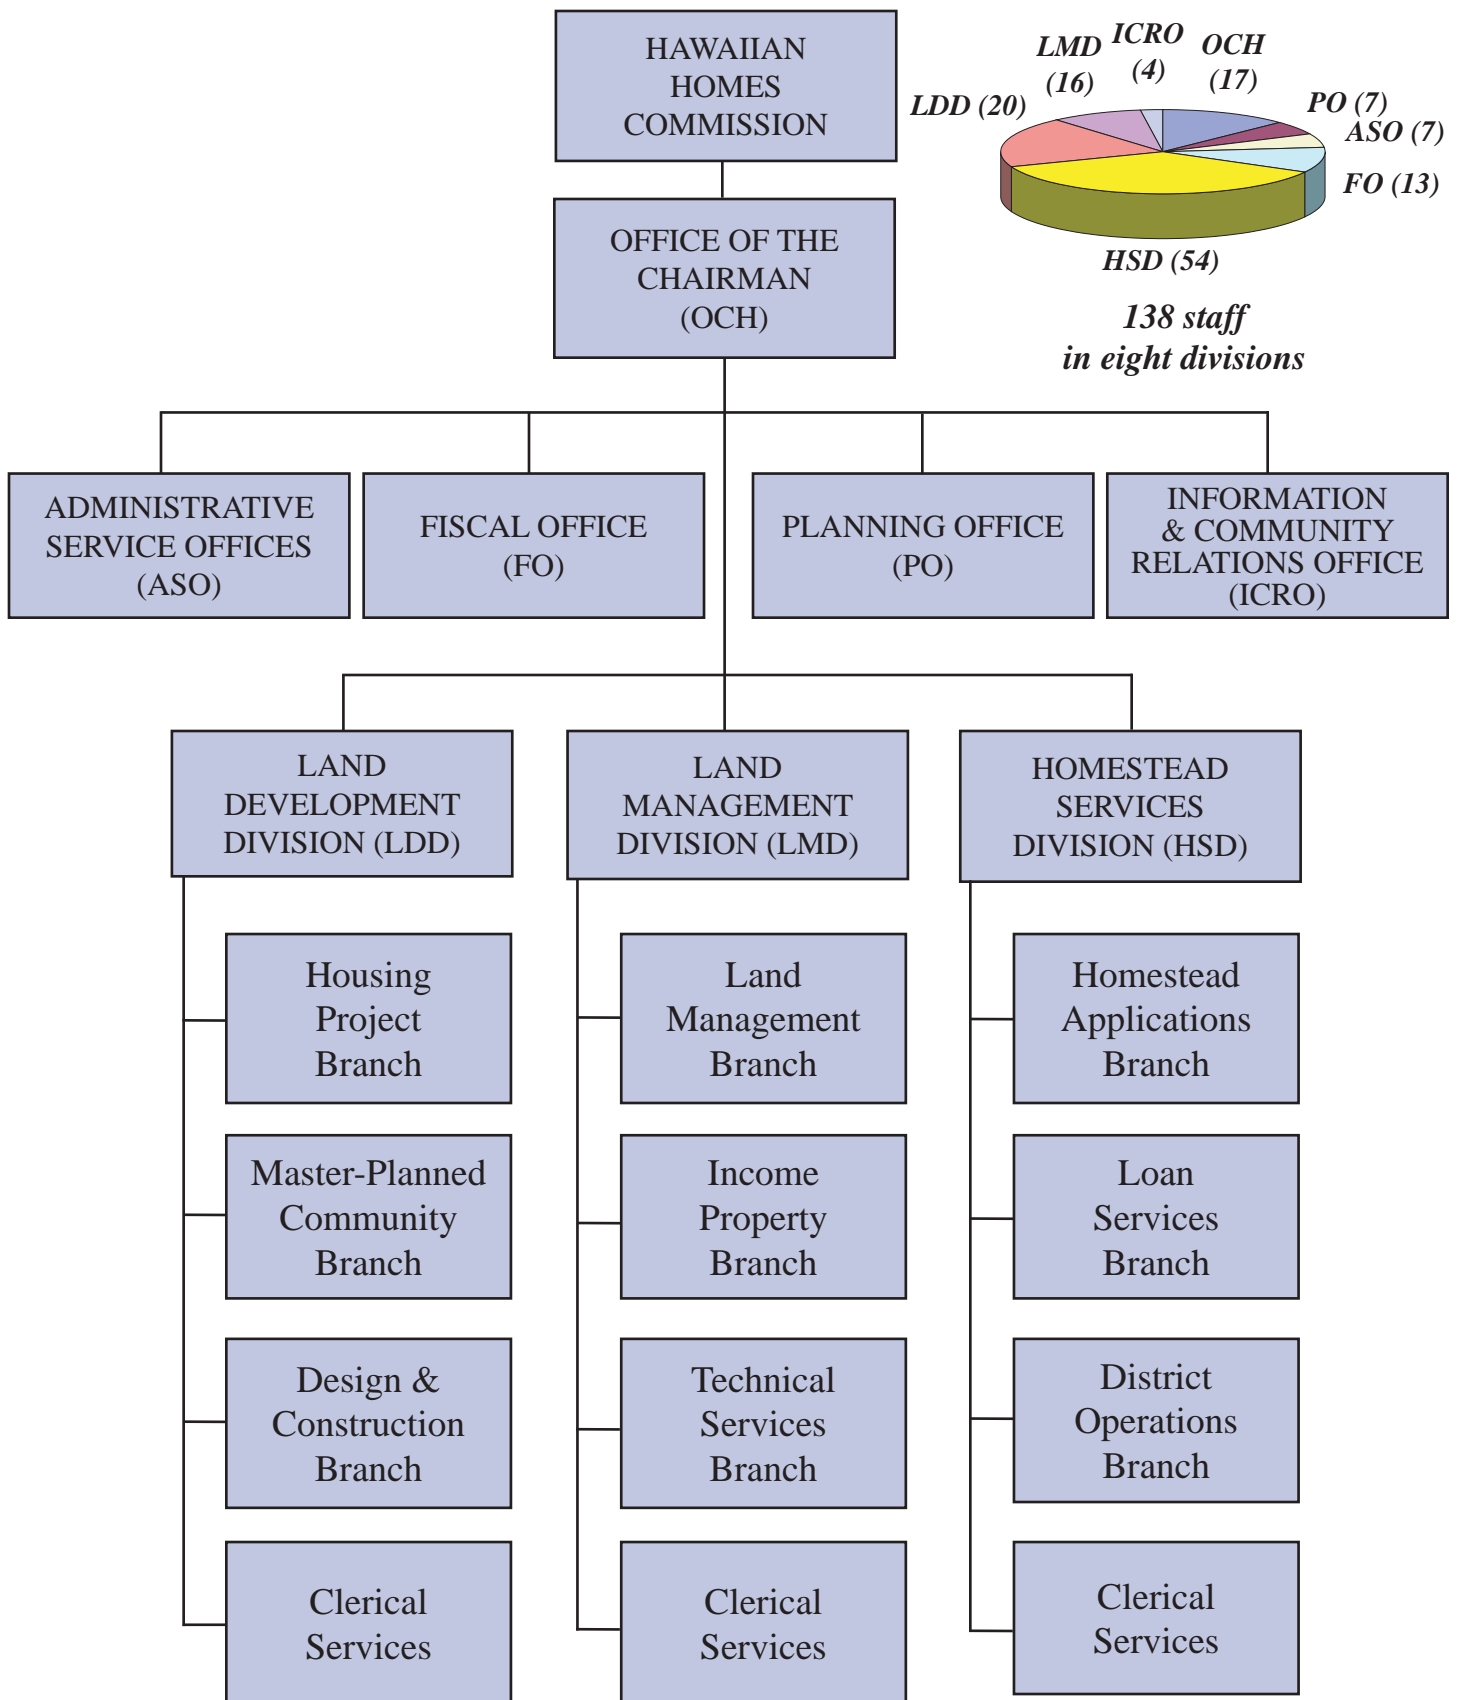 HAWAIIAN
HOMES
COMMISSION
OFFICE OF THE
CHAIRMAN
(OCH)
LMD
(16)
ICRO
(4)
OCH
(17)
LDD (20)
PO (7)
ASO (7)
FO (13)
HSD (54)
138 staff
in eight divisions
ADMINISTRATIVE
SERVICE OFFICES
(ASO)
FISCAL OFFICE
(FO)
PLANNING OFFICE
(PO)
INFORMATION
& COMMUNITY
RELATIONS OFFICE
(ICRO)
LAND
DEVELOPMENT
DIVISION (LDD)
LAND
MANAGEMENT
DIVISION (LMD)
HOMESTEAD
SERVICES
DIVISION (HSD)
Housing
Project
Branch
Land
Management
Branch
Homestead
Applications
Branch
Master-Planned
Community
Branch
Income
Property
Branch
Loan
Services
Branch
Design &
Construction
Branch
Technical
Services
Branch
District
Operations
Branch
Clerical
Services
Clerical
Services
Clerical
Services